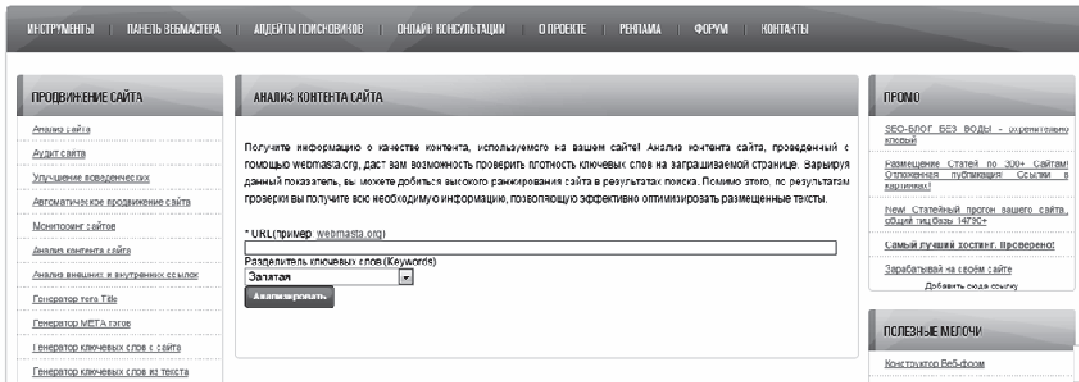 ИНСТРУМЕНТЫ | ПАНЕЛЬ ВЕБМАСТЕРА | АПДЕЙТЫ ПОИСКОВИКОВ | ОНЛАЙН КОНСУЛЬТАЦИИ | О ПРОЕКТЕ | РЕКЛАМА | ФОРУМ | КОНТАКТЫ
ПРОДВИЖЕНИЕ САЙТА
Анализ сайта
Аудит сайта
Улучшение поведенческих
Автоматическое продвижение сайта
Мониторинг сайтов
Анализ контента сайта
Анализ внешних и внутренних ссылок
Генератор тега Title
Генератор МЕТА тэгов
Генератор ключевых слов с сайта
Генератор ключевых слов из текста
АНАЛИЗ КОНТЕНТА САЙТА
Получите информацию о качестве контента, используемого на вашем сайте! Анализ контента сайта, проведенный с
помощью webmasta.org, даст вам возможность проверить плотность ключевых слов на запрашиваемой странице. Варьируя
данный показатель, вы можете добиться высокого ранжирования сайта в результатах поиска. Помимо этого, по результатам
проверки вы получите всю необходимую информацию, позволяющую эффективно оптимизировать размещенные тексты.
* URL(пример: webmasta.org)
Разделитель ключевых слов(Keywords)
Запятая
Анализировать
ПРОМО
SEO-БЛОГ БЕЗ ВОДЫ - охренительно
клевый
Размещение Статей по 300+ Сайтам!
Отложенная публикация! Ссылки в
картинках!
New! Статейный прогон вашего сайта,
общий тиц базы 14750+
Самый лучший хостинг. Проверено!
Зарабатывай на своём сайте
Добавить сюда ссылку
ПОЛЕЗНЫЕ МЕЛОЧИ
Конструктор Веб-форм